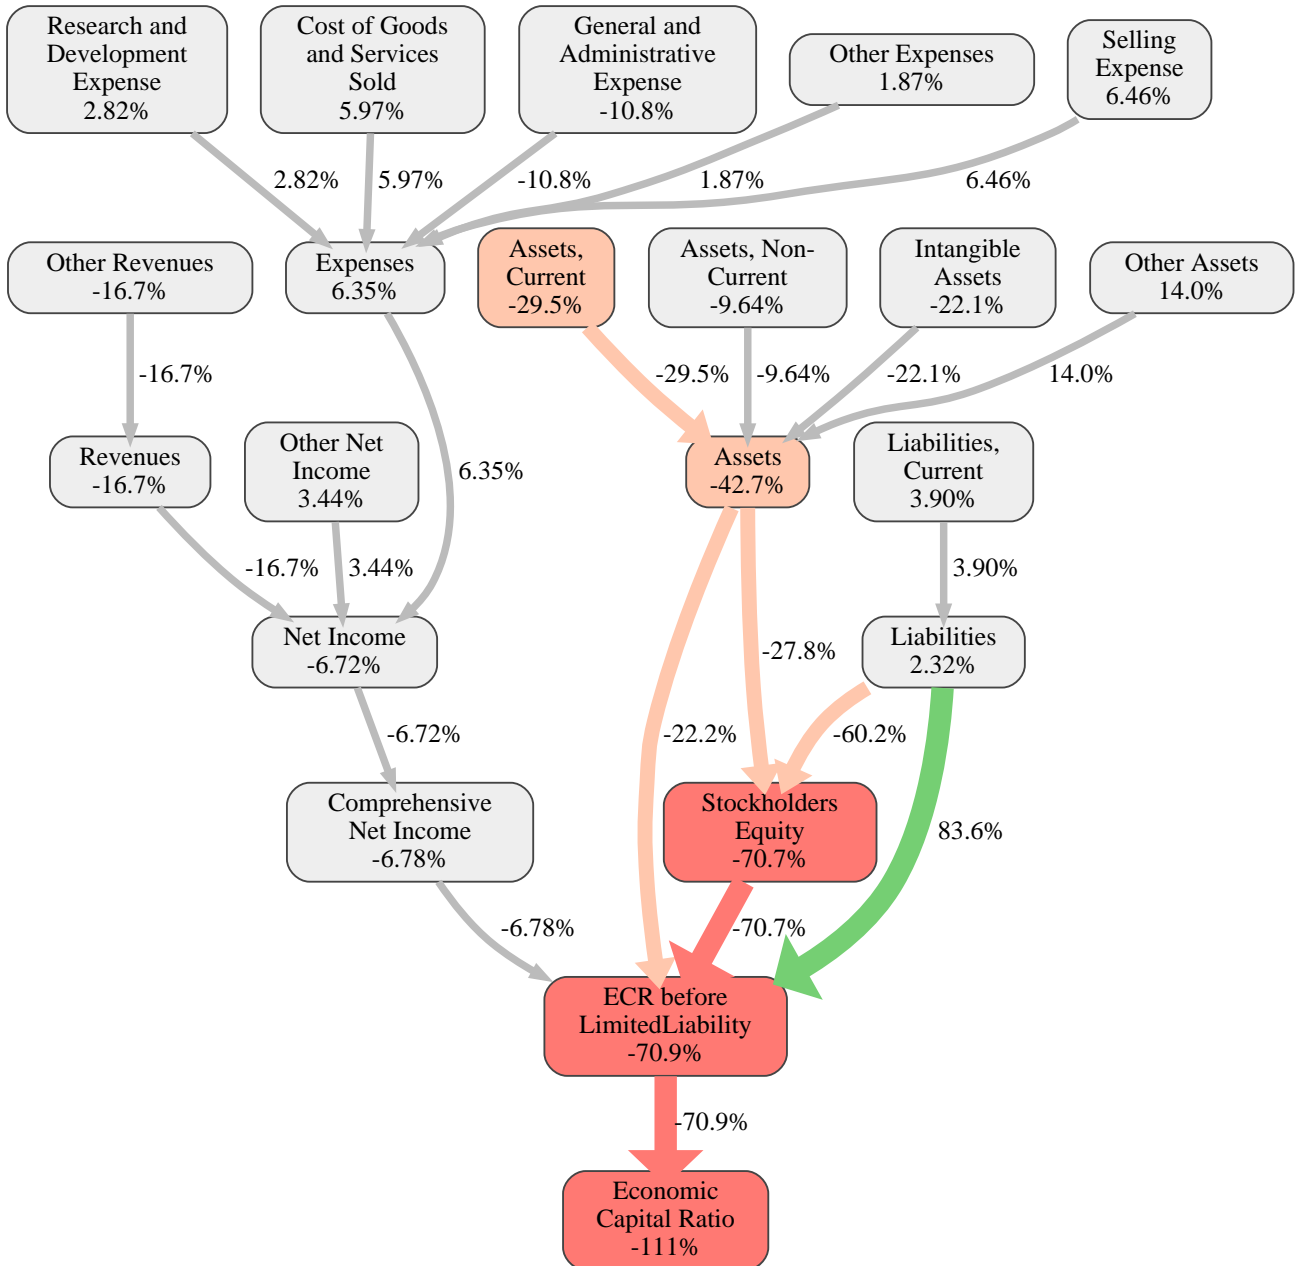 Research and
Development
Expense
2.82%
Cost of Goods
and Services
Sold
5.97%
General and
Administrative
Expense
-10.8%
Other Expenses
1.87%
Selling
Expense
6.46%
2.82%
5.97%
-10.8%
1.87%
6.46%
Other Revenues
-16.7%
Expenses
6.35%
Assets,
Current
-29.5%
Assets, Non-
Current
-9.64%
Intangible
Assets
-22.1%
Other Assets
14.0%
-16.7%
-29.5%
-9.64%
-22.1%
14.0%
Revenues
-16.7%
Other Net
Income
3.44%
6.35%
Assets
-42.7%
Liabilities,
Current
3.90%
-16.7%
3.44%
3.90%
Net Income
-6.72%
-27.8%
Liabilities
2.32%
-6.72%
-22.2%
-60.2%
Comprehensive
Net Income
-6.78%
Stockholders
Equity
-70.7%
83.6%
-6.78%
-70.7%
ECR before
LimitedLiability
-70.9%
-70.9%
Economic
Capital Ratio
-111%